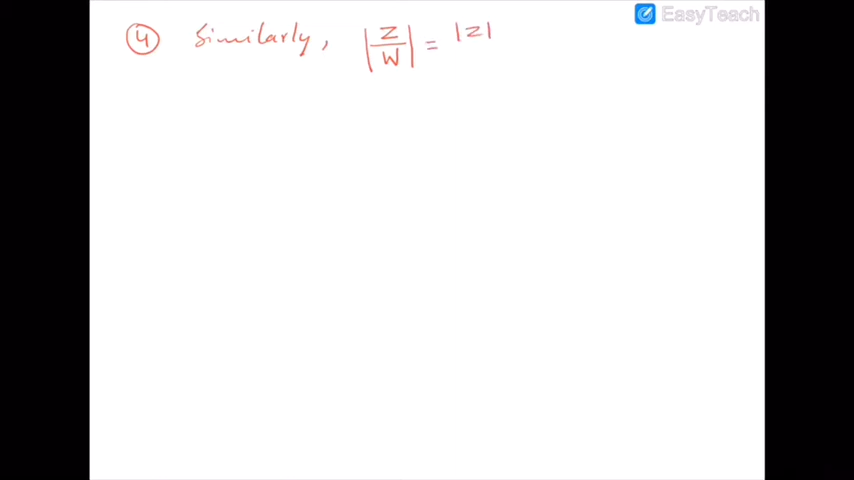 EasyTeach
④ Similarly, |Z/W| = |Z|